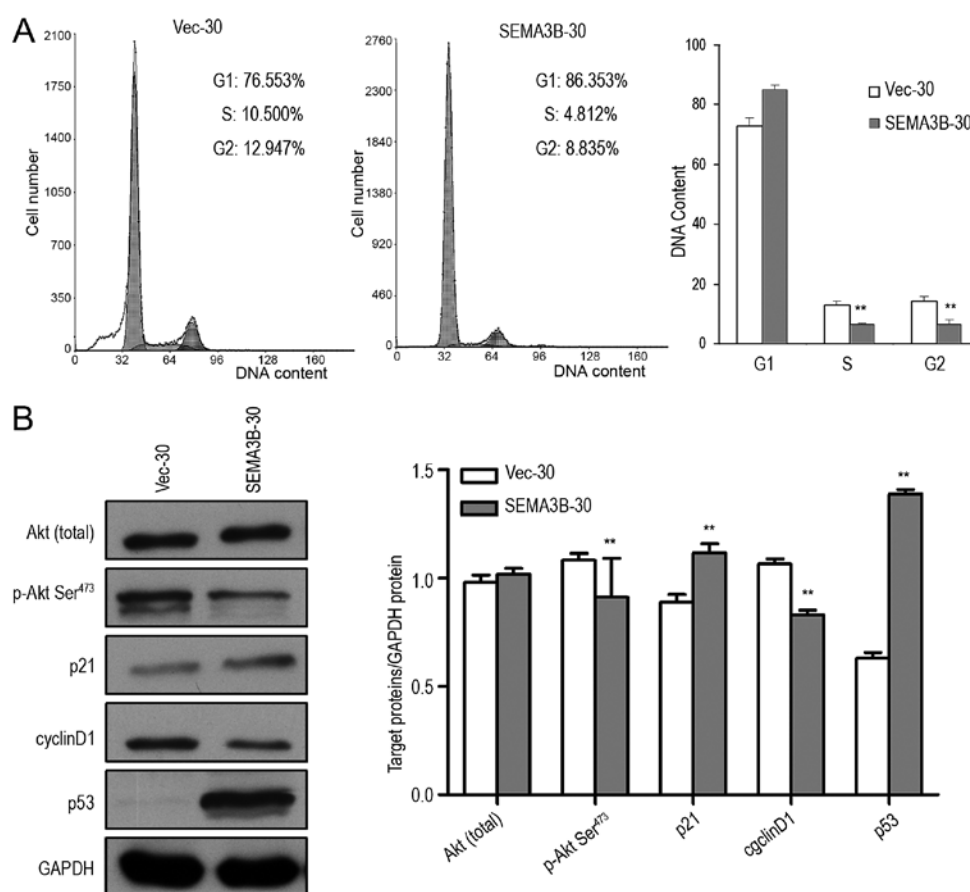 A
Vec-30
2100
1750
1400
1050
700
350
0
Cell number
G1: 76.553%
S: 10.500%
G2: 12.947%
0 32 64 96 128 160
DNA content
SEMA3B-30
2760
2300
1840
1380
920
460
0
Cell number
G1: 86.353%
S: 4.812%
G2: 8.835%
0 32 64 96 128 160
DNA content
100
80
60
40
20
0
DNA Content
Vec-30
SEMA3B-30
**
**
G1 S G2
B
Vec-30
SEMA3B-30
Akt (total)
p-Akt Ser⁴⁷³
p21
cyclinD1
p53
GAPDH
1.5
1.0
0.5
0.0
Target proteins/GAPDH protein
Vec-30
SEMA3B-30
**
**
**
**
Akt (total)
p-Akt Ser⁴⁷³
p21
cgclinD1
p53